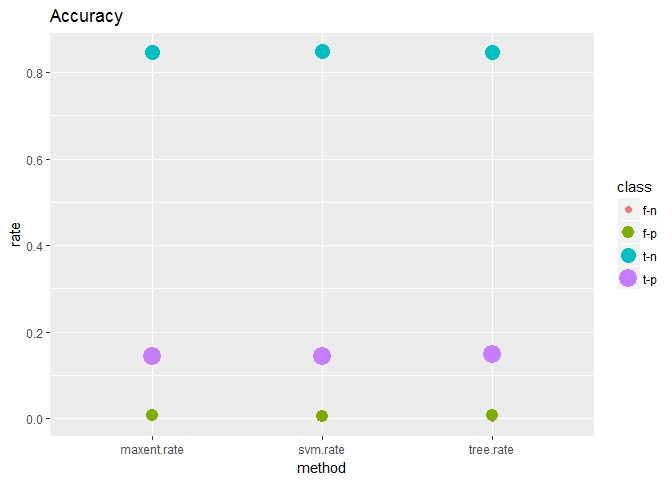 Accuracy
0.8
0.6
0.4
0.2
0.0
rate
maxent.rate svm.rate tree.rate
method
class
f-n
f-p
t-n
t-p